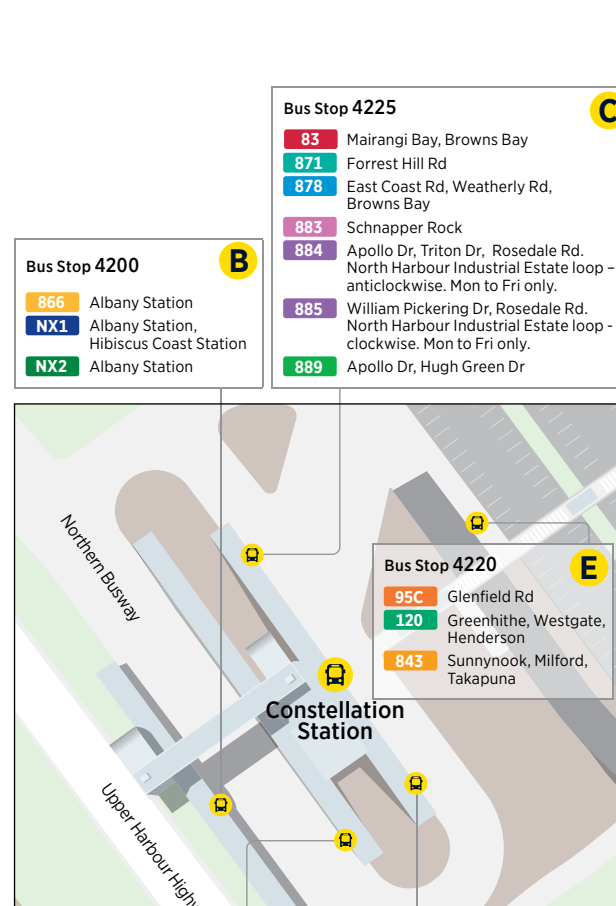 Bus Stop 4225
C
83 Mairangi Bay, Browns Bay
871 Forrest Hill Rd
878 East Coast Rd, Weatherly Rd,
Browns Bay
883 Schnapper Rock
884 Apollo Dr, Triton Dr, Rosedale Rd.
North Harbour Industrial Estate loop –
anticlockwise. Mon to Fri only.
885 William Pickering Dr, Rosedale Rd.
North Harbour Industrial Estate loop -
clockwise. Mon to Fri only.
889 Apollo Dr, Hugh Green Dr
Bus Stop 4200
B
866 Albany Station
NX1 Albany Station,
Hibiscus Coast Station
NX2 Albany Station
Northern Busway
Bus Stop 4220
E
95C Glenfield Rd
120 Greenhithe, Westgate,
Henderson
843 Sunnynook, Milford,
Takapuna
Constellation
Station
Upper Harbour Highw